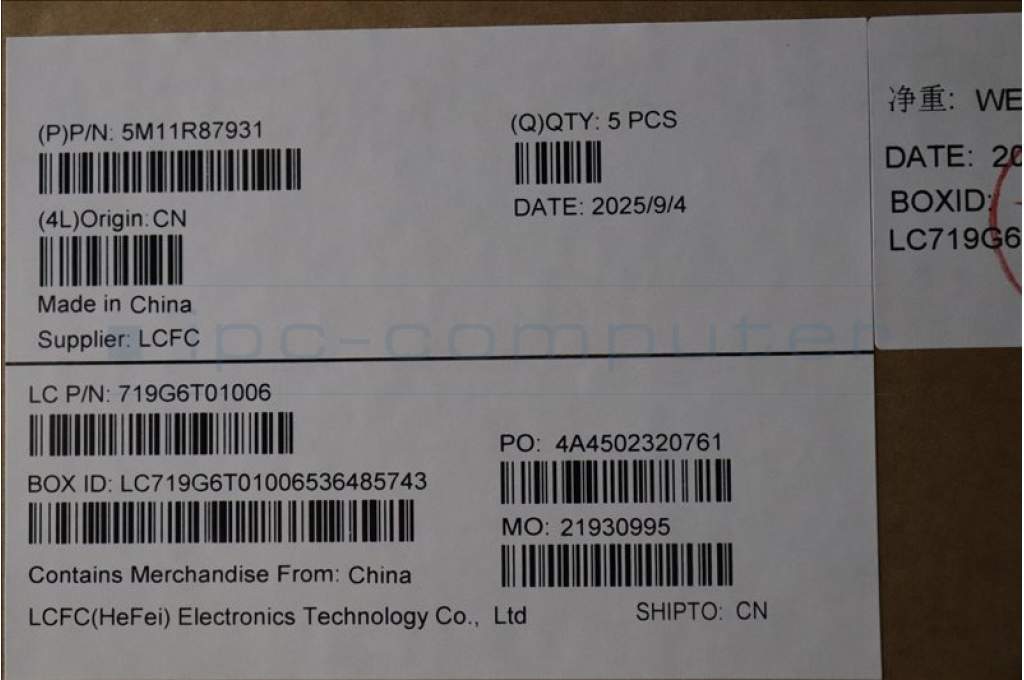 (P)P/N: 5M11R87931
(4L)Origin: CN
Made in China
Supplier: LCFC
(Q)QTY: 5 PCS
DATE: 2025/9/4
净重: WE
DATE: 20
BOXID:
LC719G6
ipc-computer
LC P/N: 719G6T01006
BOX ID: LC719G6T01006536485743
Contains Merchandise From: China
LCFC(HeFei) Electronics Technology Co., Ltd
PO: 4A4502320761
MO: 21930995
SHIPTO: CN